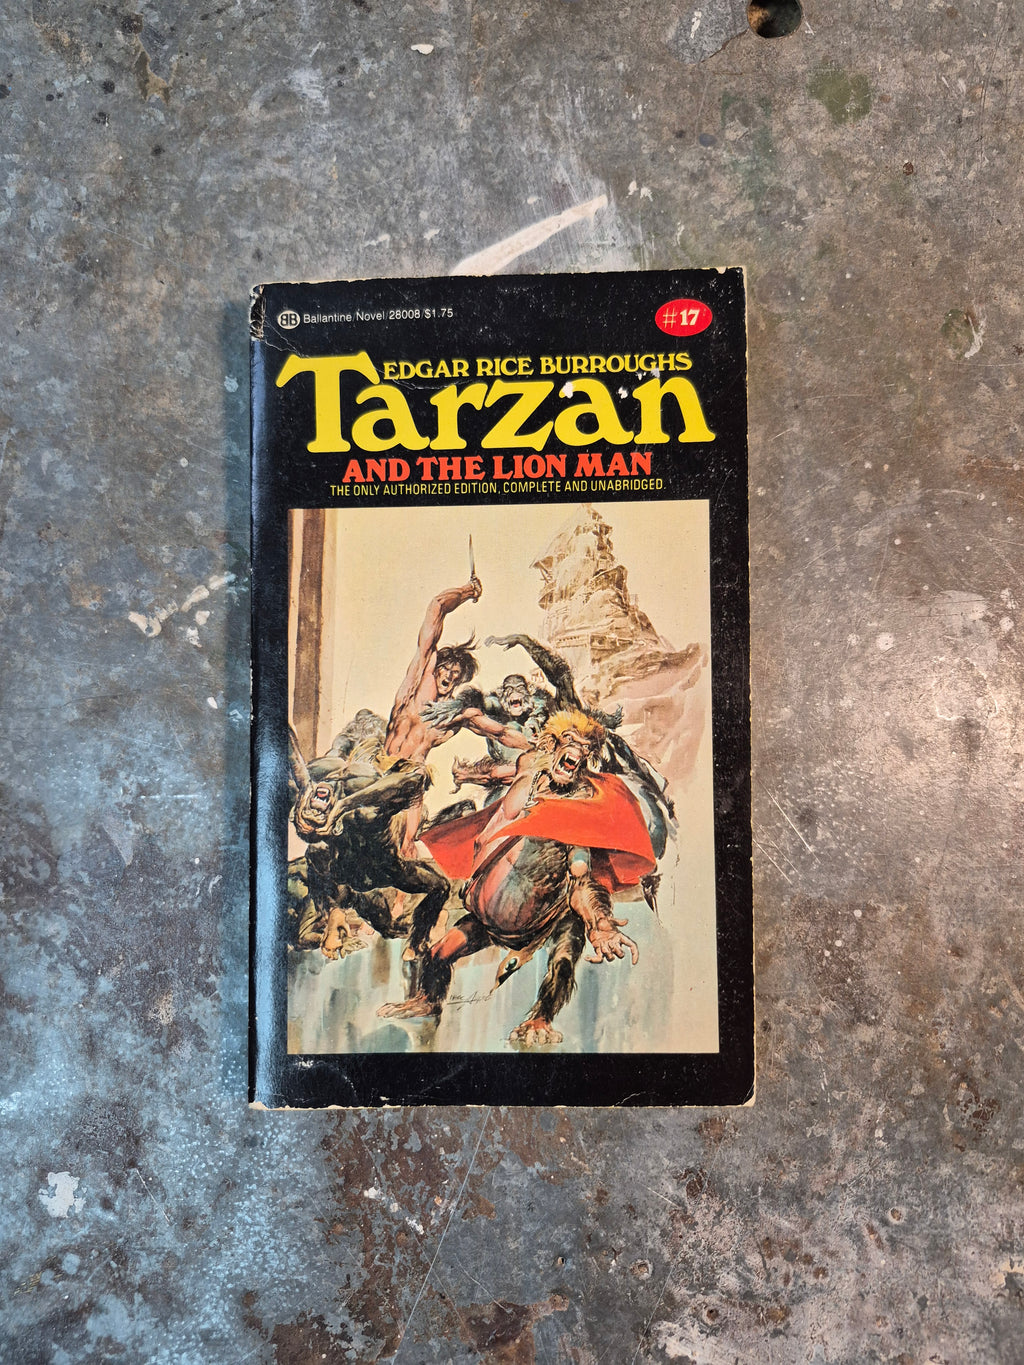 BB Ballantine/Novel/28008/$1.75
#17
EDGAR RICE BURROUGHS
Tarzan
AND THE LION MAN
THE ONLY AUTHORIZED EDITION, COMPLETE AND UNABRIDGED.